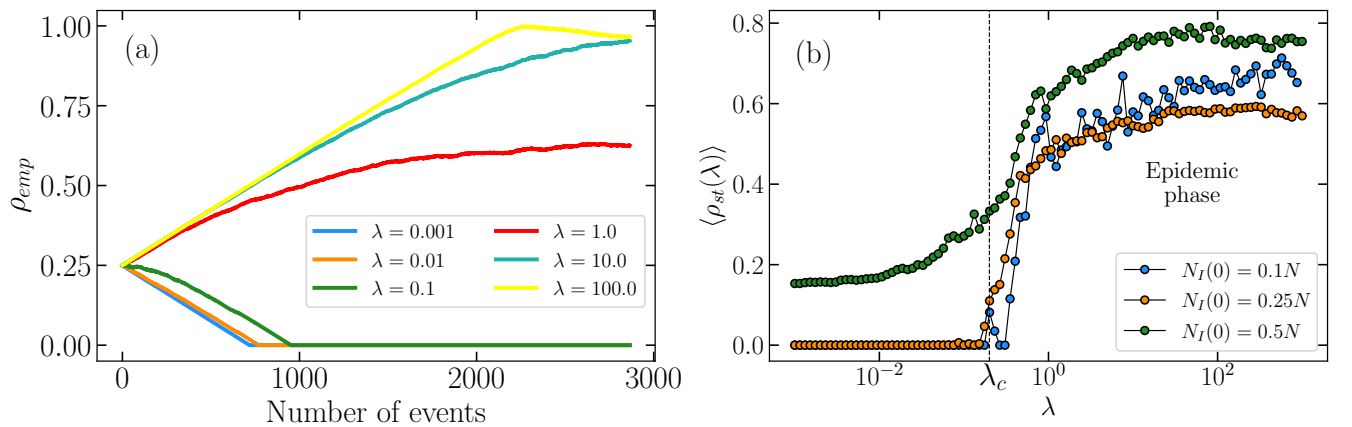 (a)
1.00
0.75
0.50
0.25
0.00
ρ_emp
0
1000
2000
3000
Number of events
λ = 0.001
λ = 0.01
λ = 0.1
λ = 1.0
λ = 10.0
λ = 100.0
(b)
0.8
0.6
0.4
0.2
0.0
⟨ρ_st(λ)⟩
Epidemic
phase
N_I(0) = 0.1N
N_I(0) = 0.25N
N_I(0) = 0.5N
10^−2
λ_c
10^0
10^2
λ